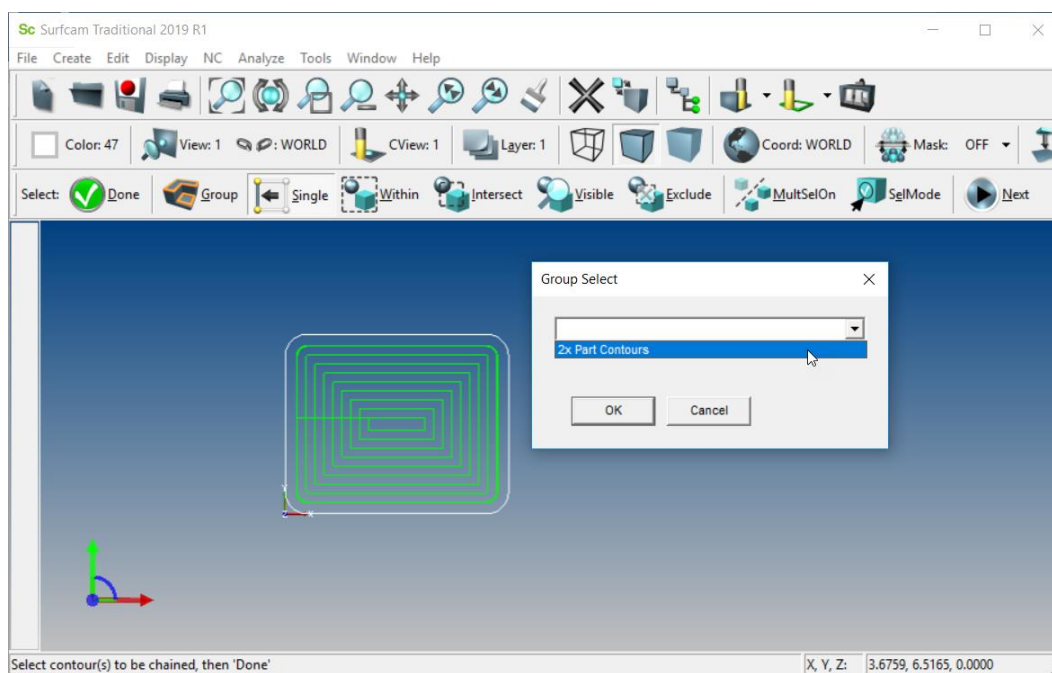 Sc Surfcam Traditional 2019 R1
File Create Edit Display NC Analyze Tools Window Help
Color: 47 View: 1 : WORLD CView: 1 Layer: 1 Coord: WORLD Mask: OFF
Select: Done Group Single Within Intersect Visible Exclude MultSelOn SelMode Next
Group Select
2x Part Contours
OK Cancel
Y
X
Z
Select contour(s) to be chained, then 'Done' X, Y, Z: 3.6759, 6.5165, 0.0000